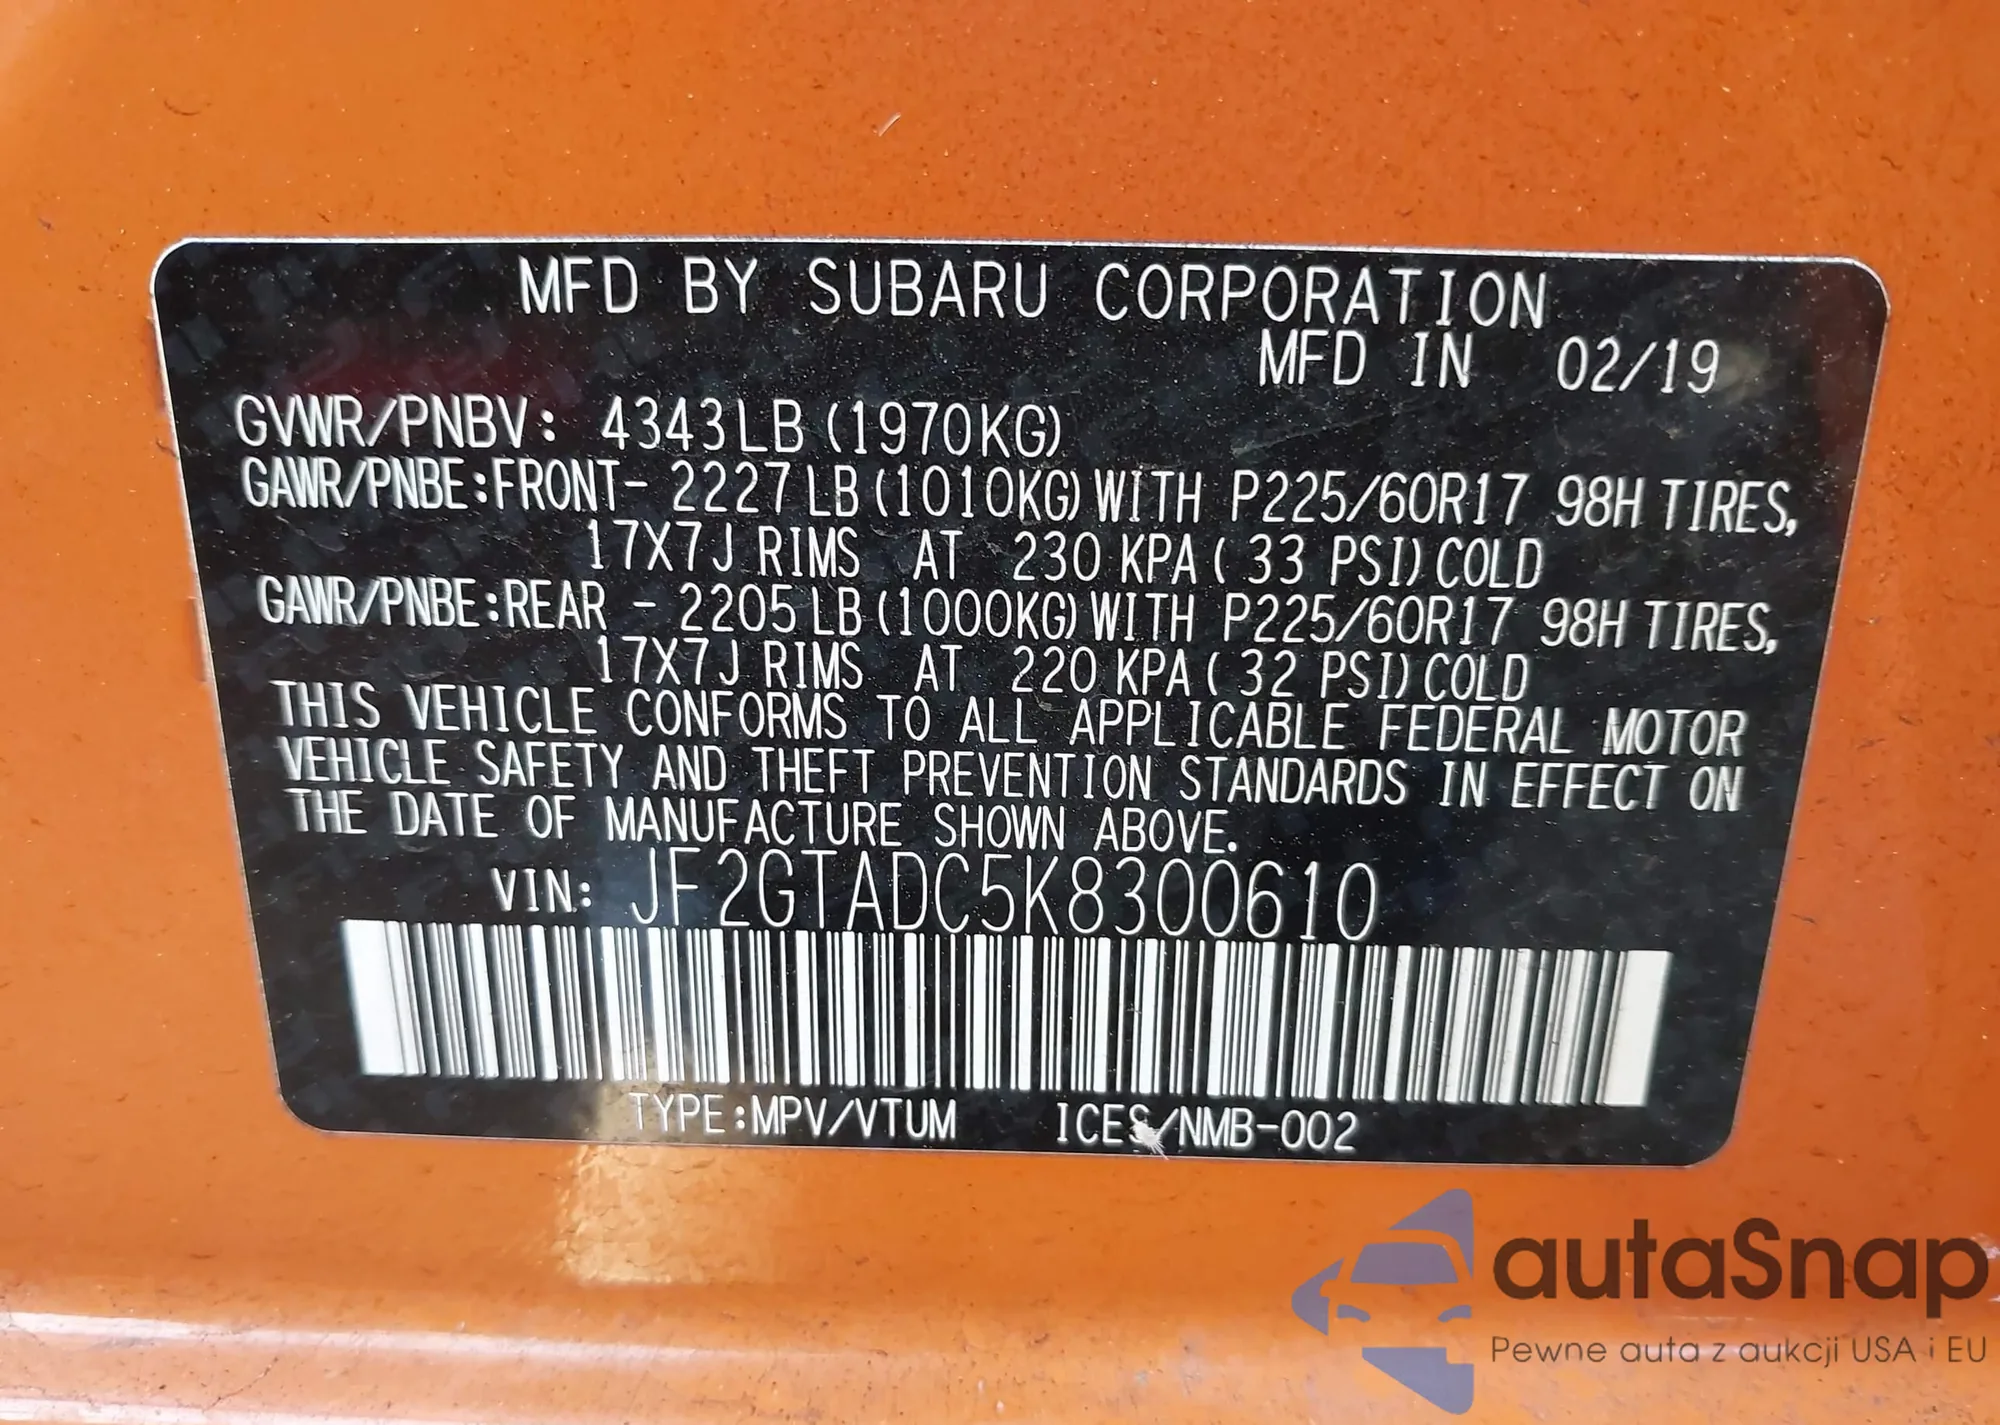 MFD BY SUBARU CORPORATION
MFD IN 02/19
GVWR/PNBV: 4343LB (1970KG)
GAWR/PNBE:FRONT- 2227LB (1010KG) WITH P225/60R17 98H TIRES,
17X7J RIMS AT 230 KPA ( 33 PSI) COLD
GAWR/PNBE:REAR - 2205LB (1000KG) WITH P225/60R17 98H TIRES,
17X7J RIMS AT 220 KPA ( 32 PSI) COLD
THIS VEHICLE CONFORMS TO ALL APPLICABLE FEDERAL MOTOR
VEHICLE SAFETY AND THEFT PREVENTION STANDARDS IN EFFECT ON
THE DATE OF MANUFACTURE SHOWN ABOVE.
VIN: JF2GTADC5K8300610
TYPE:MPV/VTUM ICES/NMB-002
autaSnap
Pewne auta z aukcji USA i EU